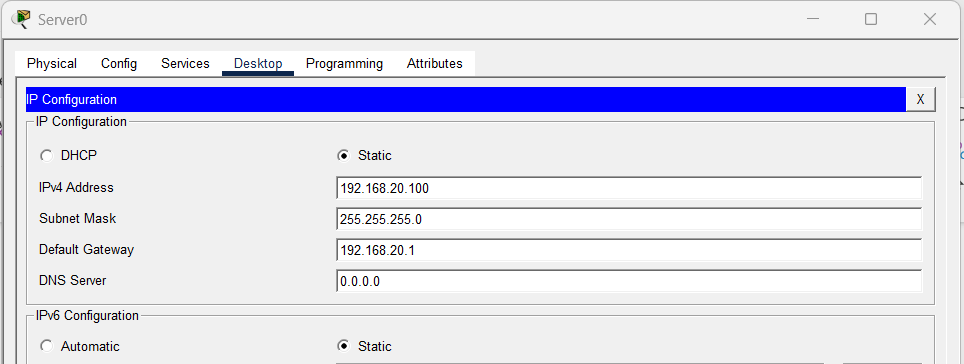 Server0
Physical Config Services Desktop Programming Attributes
IP Configuration X
IP Configuration
DHCP Static
IPv4 Address 192.168.20.100
Subnet Mask 255.255.255.0
Default Gateway 192.168.20.1
DNS Server 0.0.0.0
IPv6 Configuration
Automatic Static